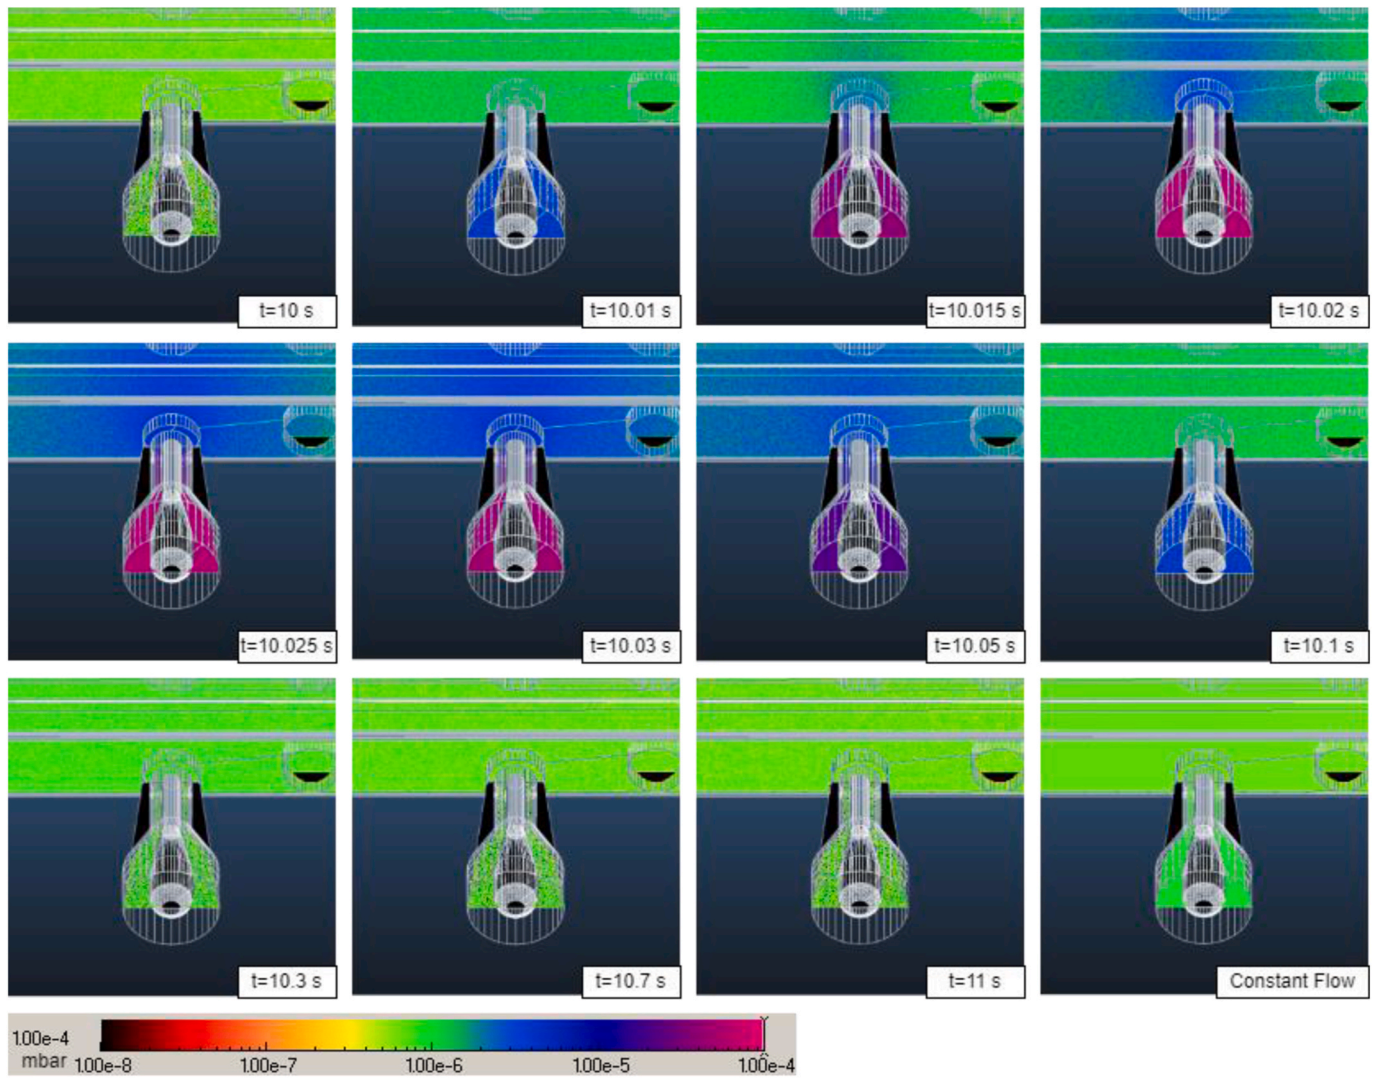 t=10 s
t=10.01 s
t=10.015 s
t=10.02 s
t=10.025 s
t=10.03 s
t=10.05 s
t=10.1 s
t=10.3 s
t=10.7 s
t=11 s
Constant Flow
1.00e-4
mbar
1.00e-8 1.00e-7 1.00e-6 1.00e-5 1.00e-4